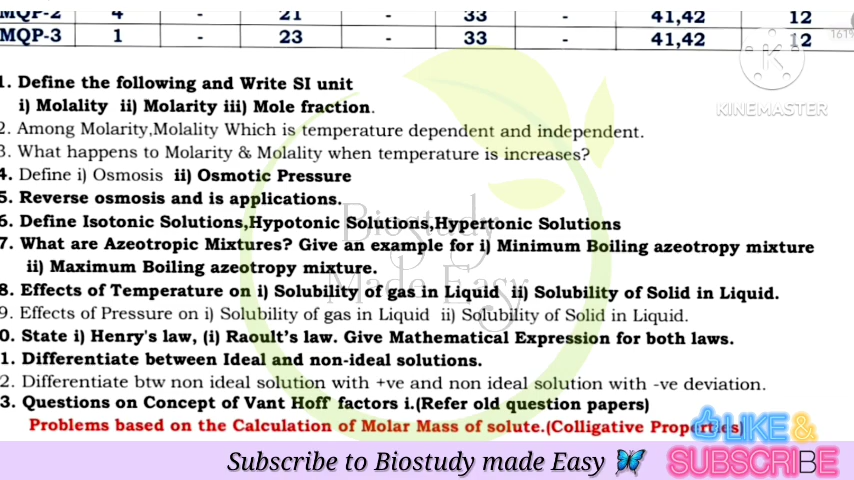 MQP-2 4 - 21 - 33 - 41,42 12
MQP-3 1 - 23 - 33 - 41,42 12
1619
KINEMASTER
1. Define the following and Write SI unit
i) Molality ii) Molarity iii) Mole fraction.
2. Among Molarity,Molality Which is temperature dependent and independent.
3. What happens to Molarity & Molality when temperature is increases?
4. Define i) Osmosis ii) Osmotic Pressure
5. Reverse osmosis and is applications.
6. Define Isotonic Solutions,Hypotonic Solutions,Hypertonic Solutions
7. What are Azeotropic Mixtures? Give an example for i) Minimum Boiling azeotropy mixture
ii) Maximum Boiling azeotropy mixture.
8. Effects of Temperature on i) Solubility of gas in Liquid ii) Solubility of Solid in Liquid.
9. Effects of Pressure on i) Solubility of gas in Liquid ii) Solubility of Solid in Liquid.
0. State i) Henry's law, (i) Raoult's law. Give Mathematical Expression for both laws.
1. Differentiate between Ideal and non-ideal solutions.
2. Differentiate btw non ideal solution with +ve and non ideal solution with -ve deviation.
3. Questions on Concept of Vant Hoff factors i.(Refer old question papers)
Problems based on the Calculation of Molar Mass of solute.(Colligative Properties)
Biostudy
Made Easy
LIKE &
SUBSCRIBE
Subscribe to Biostudy made Easy